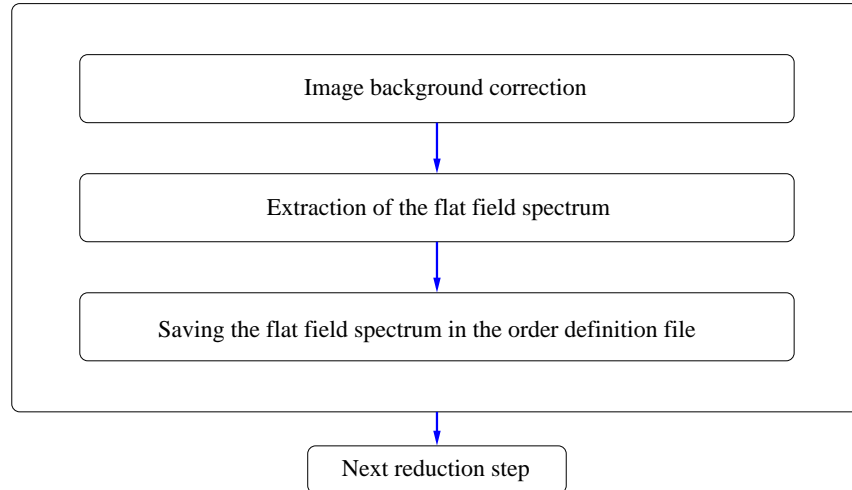 Image background correction
Extraction of the flat field spectrum
Saving the flat field spectrum in the order definition file
Next reduction step